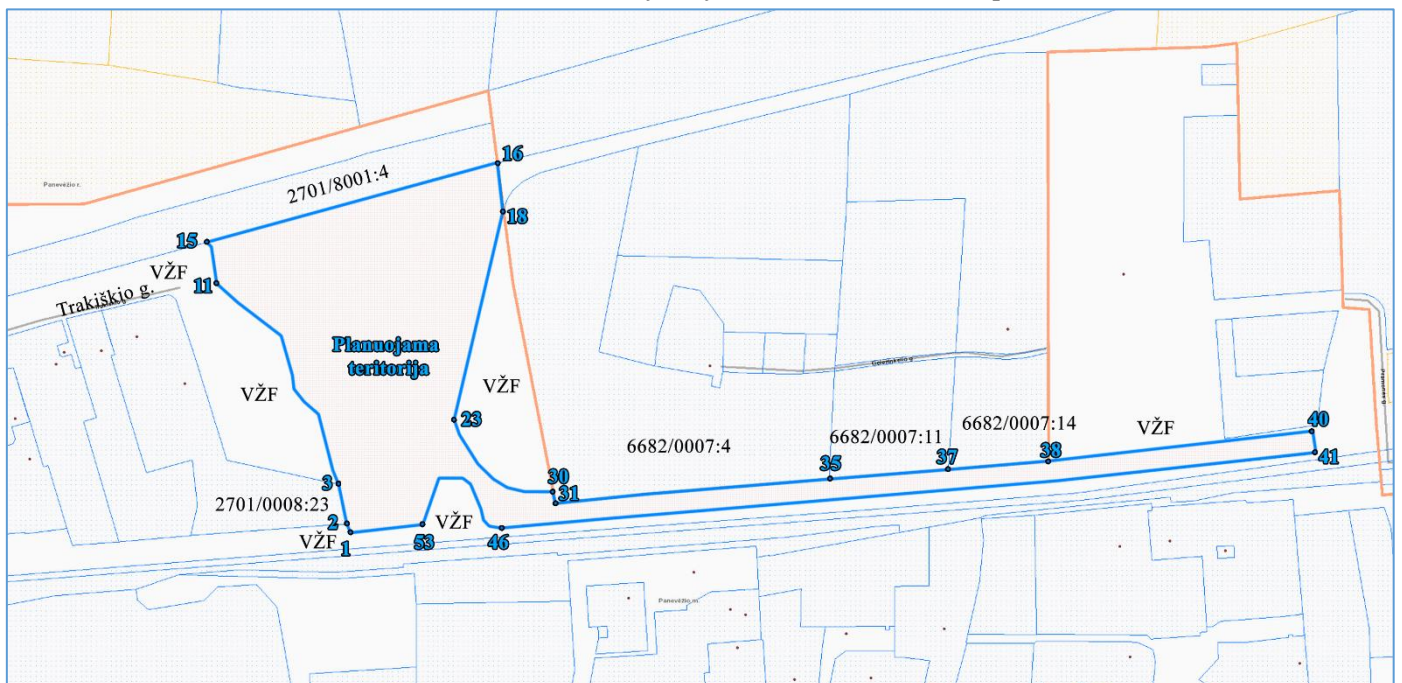 16
2701/8001:4
Panevėžio r.
18
15
VŽF
11
Trakiškio g.
Planuojama
teritorija
VŽF
VŽF
23
40
6682/0007:14
VŽF
6682/0007:11
6682/0007:4
38
41
37
35
30
3
31
2701/0008:23
2
VŽF
53
46
VŽF
1
Panevėžio m.